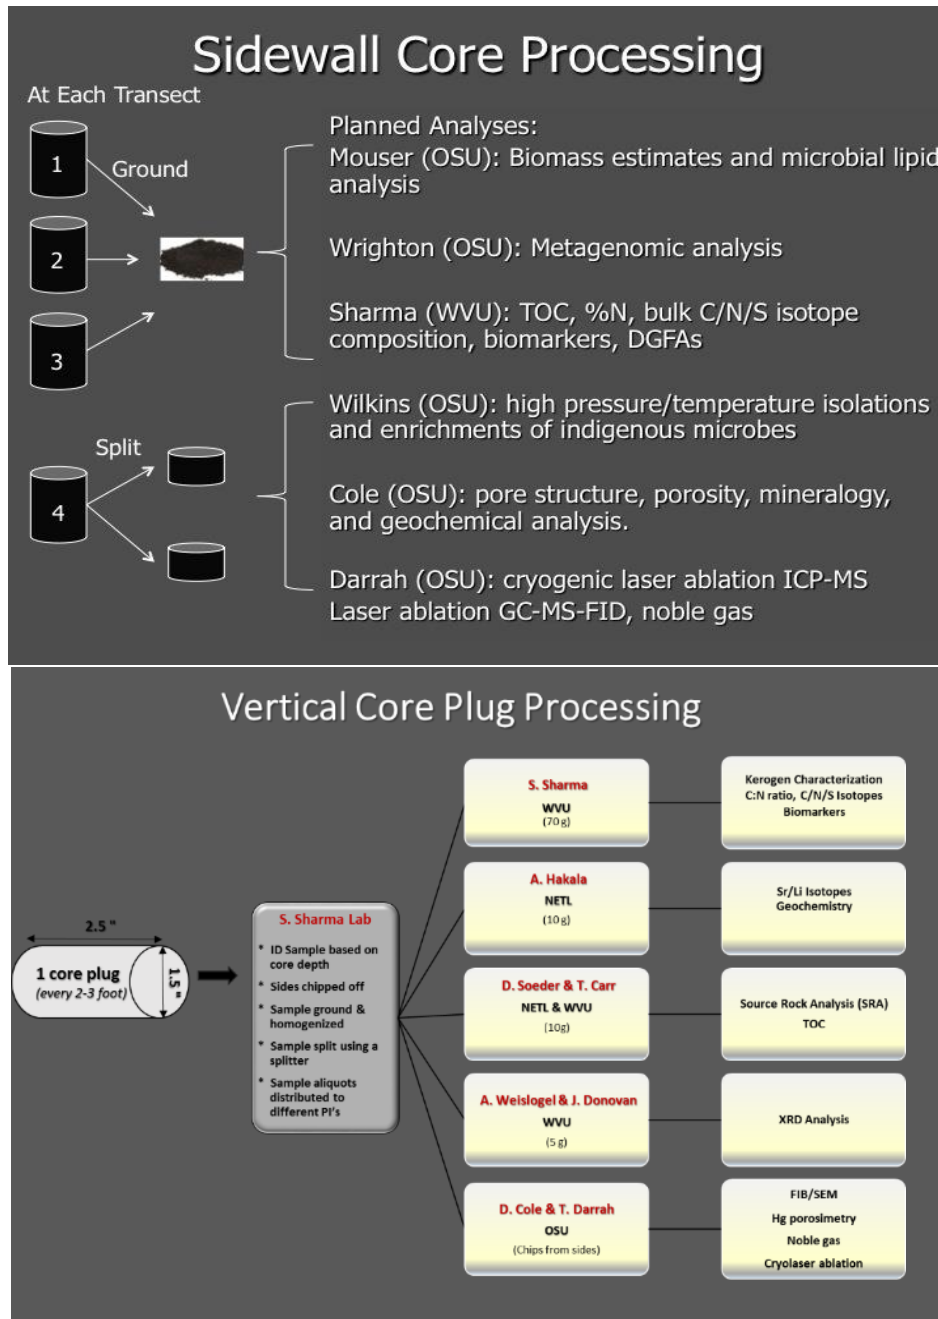 Sidewall Core Processing
At Each Transect
1
Ground
2
3
Split
4
Planned Analyses:
Mouser (OSU): Biomass estimates and microbial lipid
analysis
Wrighton (OSU): Metagenomic analysis
Sharma (WVU): TOC, %N, bulk C/N/S isotope
composition, biomarkers, DGFAs
Wilkins (OSU): high pressure/temperature isolations
and enrichments of indigenous microbes
Cole (OSU): pore structure, porosity, mineralogy,
and geochemical analysis.
Darrah (OSU): cryogenic laser ablation ICP-MS
Laser ablation GC-MS-FID, noble gas
Vertical Core Plug Processing
2.5 "
1 core plug
(every 2-3 foot)
1.5 "
S. Sharma Lab
* ID Sample based on
core depth
* Sides chipped off
* Sample ground &
homogenized
* Sample split using a
splitter
* Sample aliquots
distributed to
different PI's
S. Sharma
WVU
(70 g)
Kerogen Characterization
C:N ratio, C/N/S Isotopes
Biomarkers
A. Hakala
NETL
(10 g)
Sr/Li Isotopes
Geochemistry
D. Soeder & T. Carr
NETL & WVU
(10g)
Source Rock Analysis (SRA)
TOC
A. Weislogel & J. Donovan
WVU
(5 g)
XRD Analysis
D. Cole & T. Darrah
OSU
(Chips from sides)
FIB/SEM
Hg porosimetry
Noble gas
Cryolaser ablation